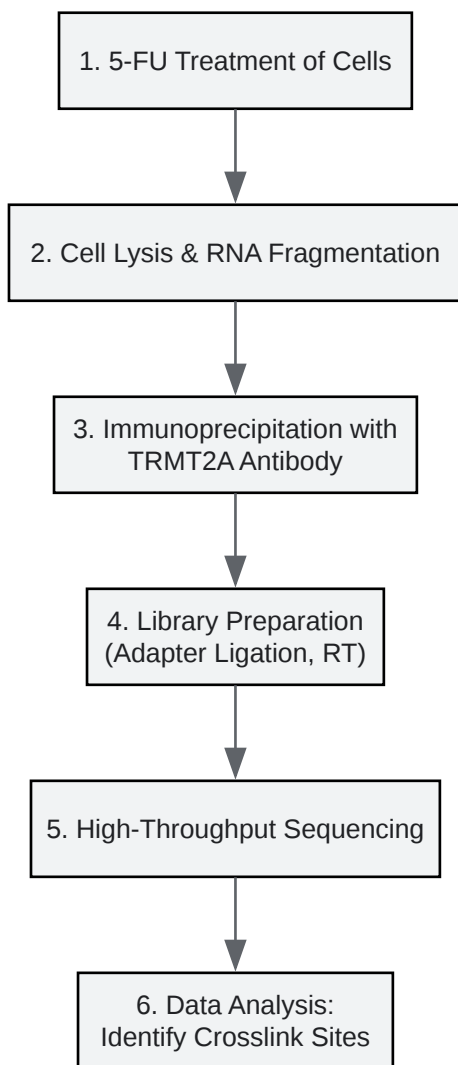 1. 5-FU Treatment of Cells
2. Cell Lysis & RNA Fragmentation
3. Immunoprecipitation with
TRMT2A Antibody
4. Library Preparation
(Adapter Ligation, RT)
5. High-Throughput Sequencing
6. Data Analysis:
Identify Crosslink Sites